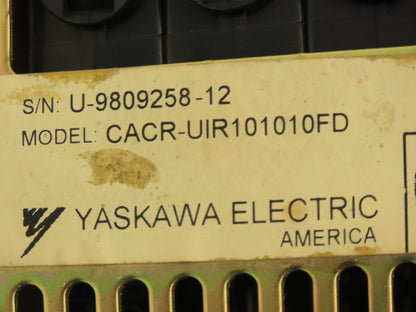 S/N: U-9809258-12
MODEL: CACR-UIR101010FD
YASKAWA ELECTRIC
AMERICA